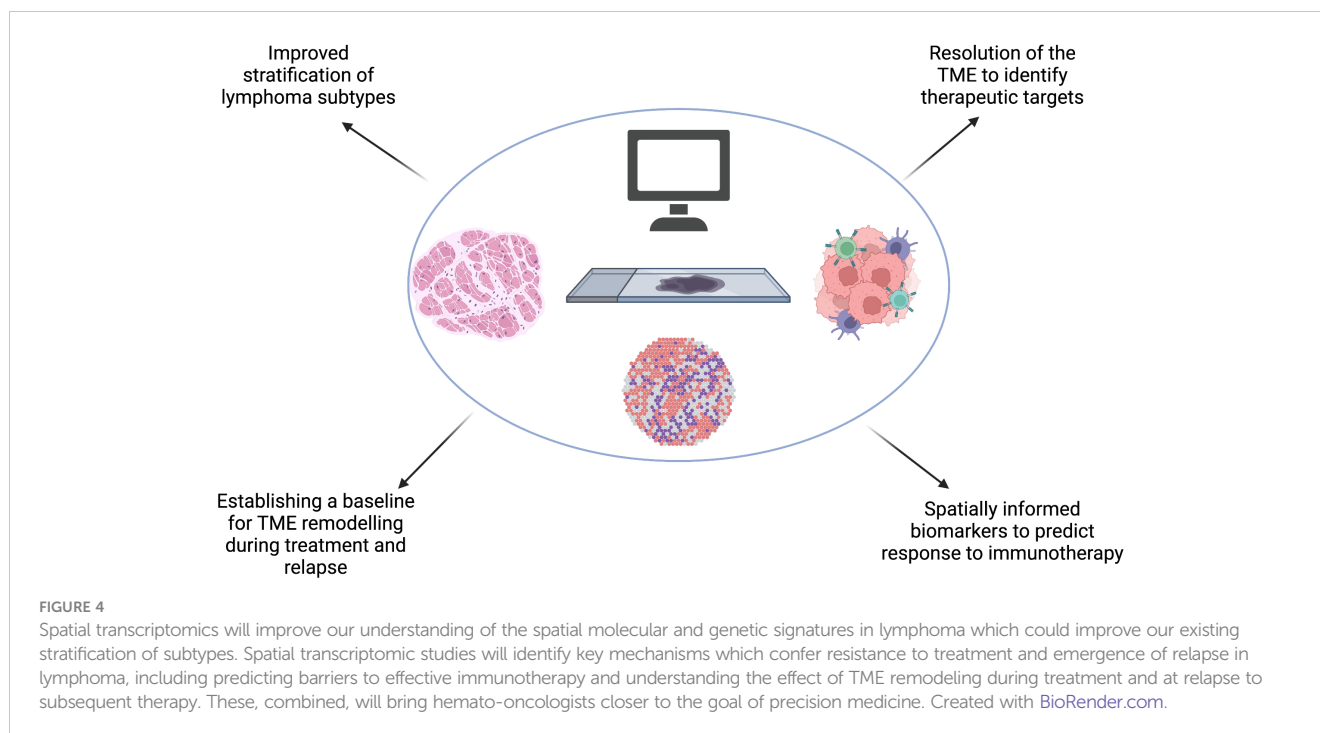 Improved
stratification of
lymphoma subtypes
Resolution of the
TME to identify
therapeutic targets
Establishing a baseline
for TME remodelling
during treatment and
relapse
Spatially informed
biomarkers to predict
response to immunotherapy
FIGURE 4
Spatial transcriptomics will improve our understanding of the spatial molecular and genetic signatures in lymphoma which could improve our existing
stratification of subtypes. Spatial transcriptomic studies will identify key mechanisms which confer resistance to treatment and emergence of relapse in
lymphoma, including predicting barriers to effective immunotherapy and understanding the effect of TME remodeling during treatment and at relapse to
subsequent therapy. These, combined, will bring hemato-oncologists closer to the goal of precision medicine. Created with BioRender.com.